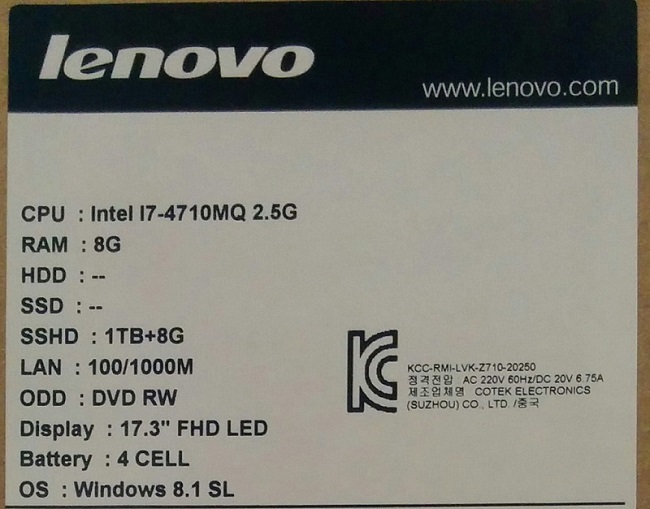 lenovo
www.lenovo.com
CPU : Intel I7-4710MQ 2.5G
RAM : 8G
HDD : --
SSD : --
SSHD : 1TB+8G
LAN : 100/1000M
ODD : DVD RW
Display : 17.3" FHD LED
Battery : 4 CELL
OS : Windows 8.1 SL
KCC-RMI-LVK-Z710-20250
정격전압 AC 220V 60Hz/DC 20V 6.75A
제조업체명 COTEK ELECTRONICS
(SUZHOU) CO., LTD. /중국